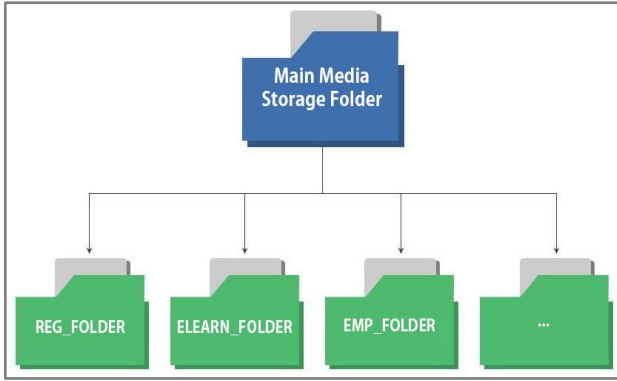 Main Media
Storage Folder
REG_FOLDER
ELEARN_FOLDER
EMP_FOLDER
...